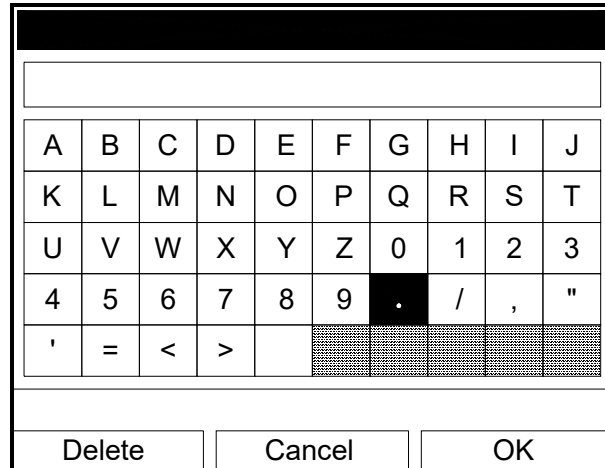 A B C D E F G H I J
K L M N O P Q R S T
U V W X Y Z 0 1 2 3
4 5 6 7 8 9 . / , "
' = < >
Delete Cancel OK